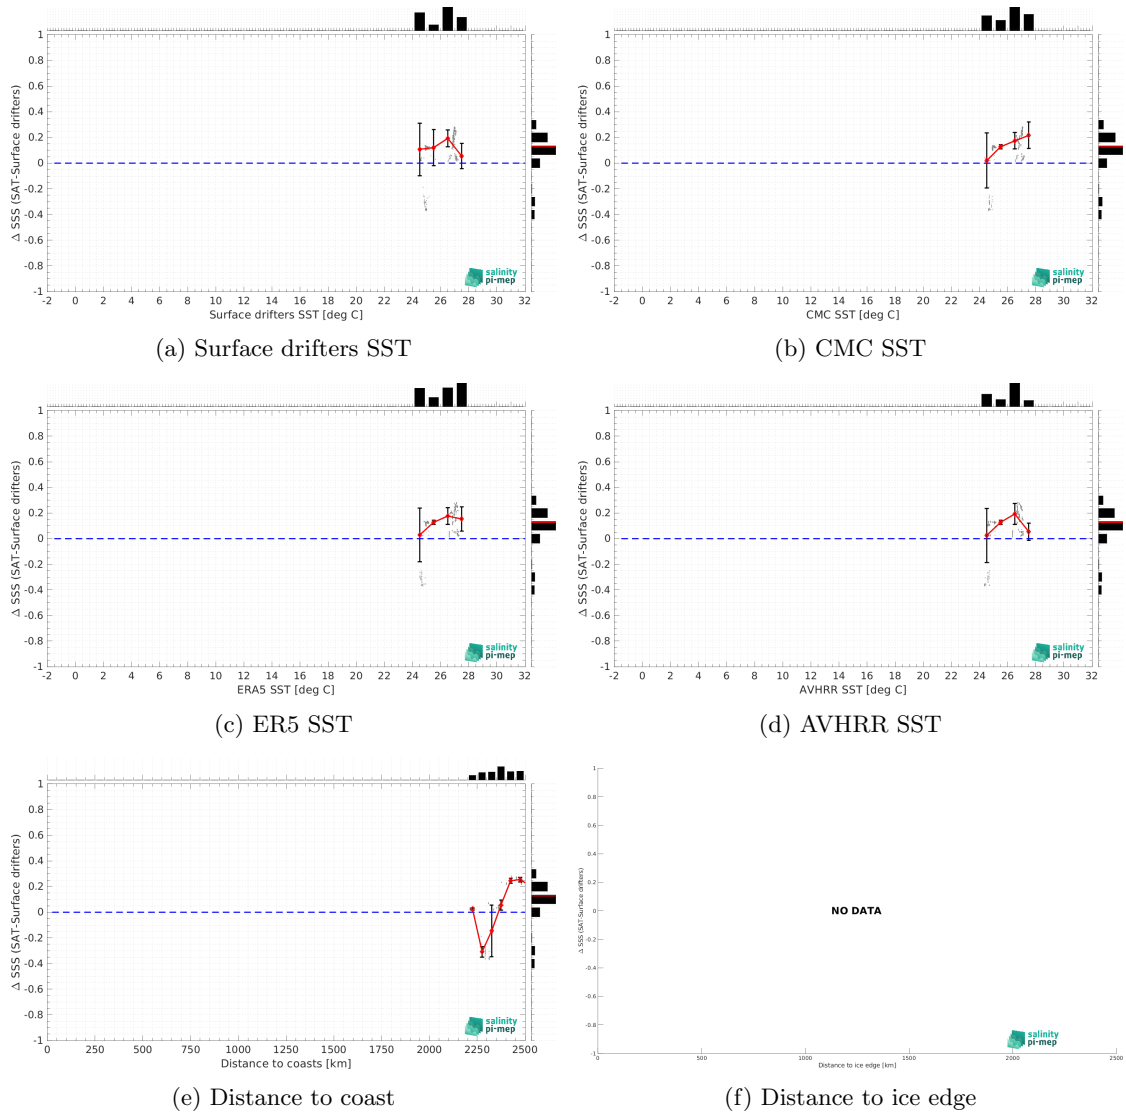 1
0.8
0.6
0.4
0.2
0
-0.2
-0.4
-0.6
-0.8
-1
Δ SSS (SAT-Surface drifters)
salinity
pi-mep
-2 0 2 4 6 8 10 12 14 16 18 20 22 24 26 28 30 32
Surface drifters SST [deg C]
(a) Surface drifters SST
1
0.8
0.6
0.4
0.2
0
-0.2
-0.4
-0.6
-0.8
-1
Δ SSS (SAT-Surface drifters)
salinity
pi-mep
-2 0 2 4 6 8 10 12 14 16 18 20 22 24 26 28 30 32
CMC SST [deg C]
(b) CMC SST
1
0.8
0.6
0.4
0.2
0
-0.2
-0.4
-0.6
-0.8
-1
Δ SSS (SAT-Surface drifters)
salinity
pi-mep
-2 0 2 4 6 8 10 12 14 16 18 20 22 24 26 28 30 32
ERA5 SST [deg C]
(c) ER5 SST
1
0.8
0.6
0.4
0.2
0
-0.2
-0.4
-0.6
-0.8
-1
Δ SSS (SAT-Surface drifters)
salinity
pi-mep
-2 0 2 4 6 8 10 12 14 16 18 20 22 24 26 28 30 32
AVHRR SST [deg C]
(d) AVHRR SST
1
0.8
0.6
0.4
0.2
0
-0.2
-0.4
-0.6
-0.8
-1
Δ SSS (SAT-Surface drifters)
salinity
pi-mep
0 250 500 750 1000 1250 1500 1750 2000 2250 2500
Distance to coasts [km]
(e) Distance to coast
1
0.8
0.6
0.4
0.2
0
-0.2
-0.4
-0.6
-0.8
-1
Δ SSS (SAT-Surface drifters)
NO DATA
salinity
pi-mep
0 500 1000 1500 2000 2500
Distance to ice edge [km]
(f) Distance to ice edge